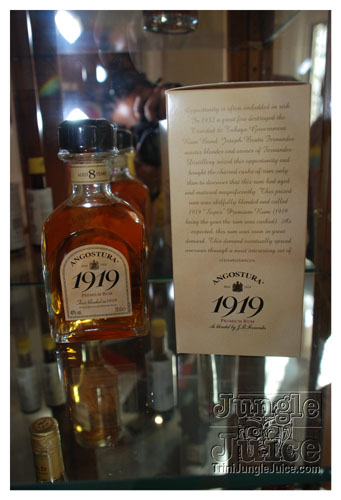 AGED 8 YEARS
ANGOSTURA
1919
PREMIUM RUM
Opportunity is often embedded in risk.
In 1932 a great fire destroyed the
Trinidad & Tobago Government
Rum Bond. Joseph Bento Fernandes
master blender and owner of Fernandes
Distillery seized this opportunity and
bought the charred casks of rum only
then to discover that this rum had aged
and matured magnificently. This prized
rum was skilfully blended and called
1919 "Super" Premium Rum (1919
being the year the rum was casked). As
expected, this rum was soon in great
demand. This demand eventually spread
overseas through a most interesting set of
circumstances.
ANGOSTURA
1919
PREMIUM RUM
As blended by J.B. Fernandes
Jungle
Juice
TriniJungleJuice.com